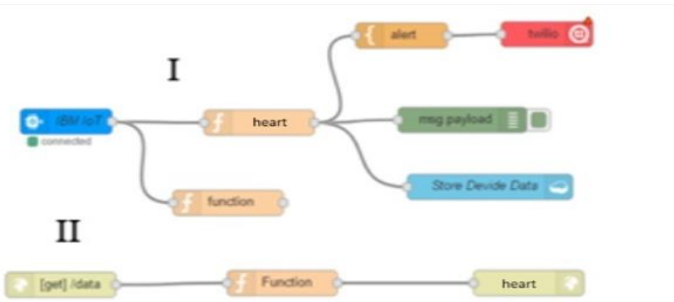 alert
twilio
I
IBM IoT
heart
msg.payload
connected
Store Devide Data
function
II
[get] /data
Function
heart